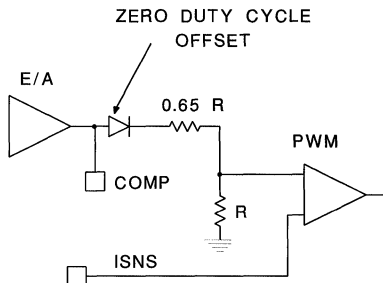 ZERO DUTY CYCLE
OFFSET
E/A
0.65 R
PWM
COMP
R
ISNS